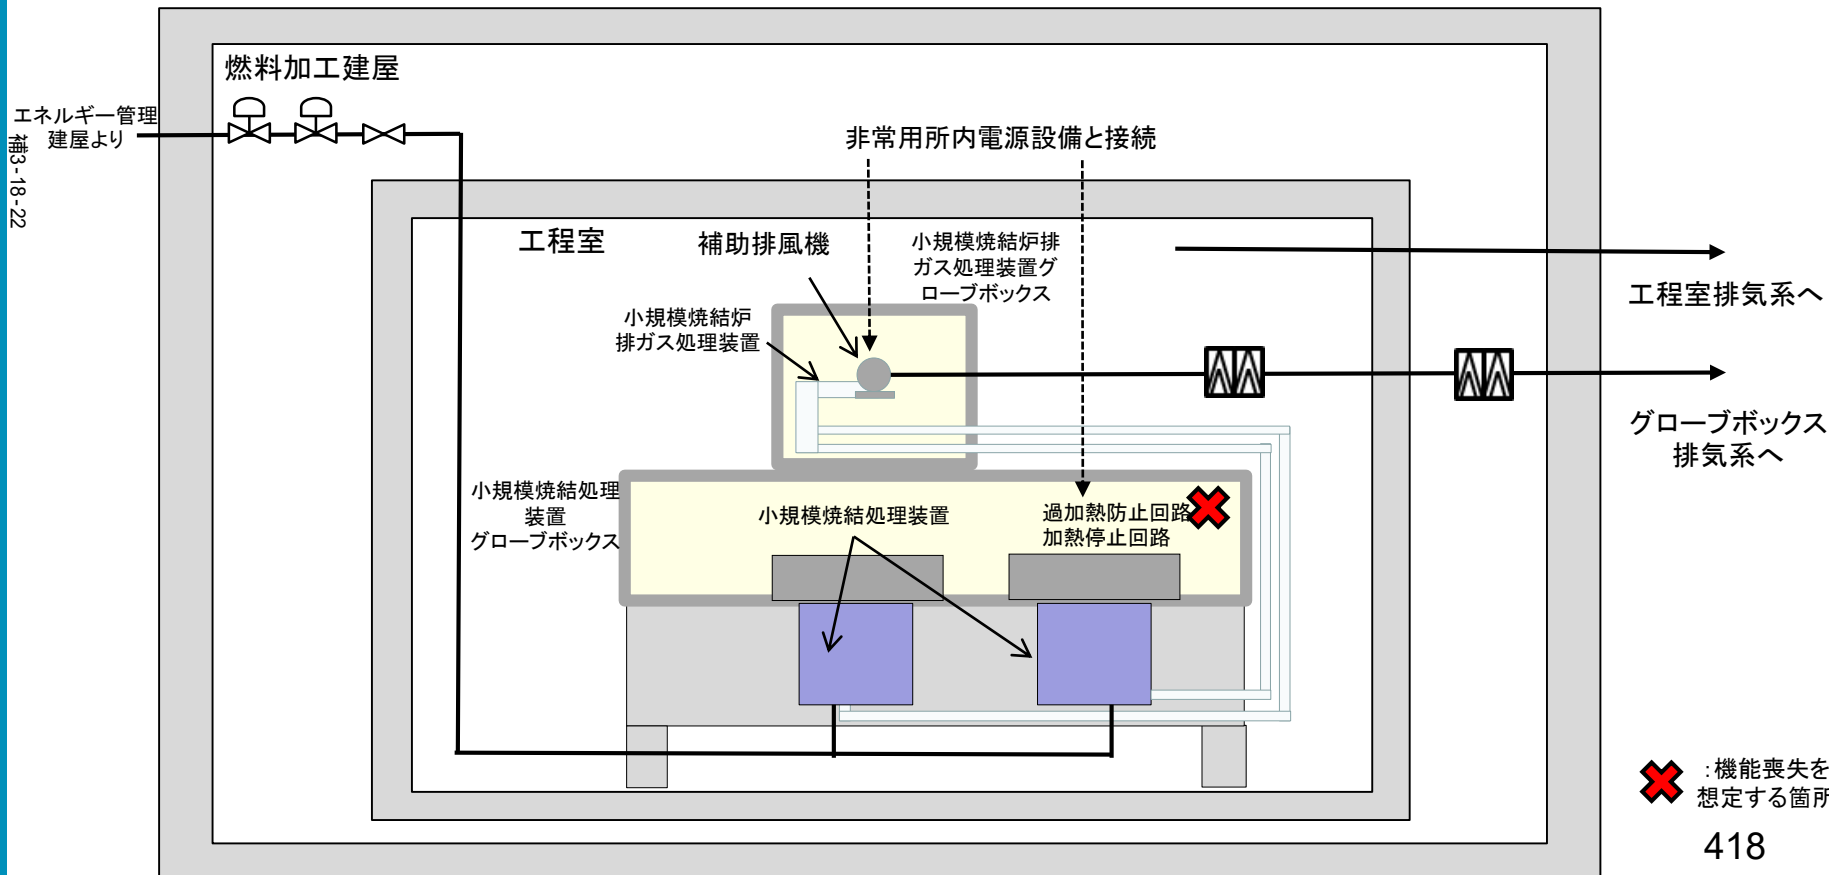 燃料加工建屋
エネルギー管理
建屋より
補3-18-22
非常用所内電源設備と接続
工程室
補助排風機
小規模焼結炉排
ガス処理装置グ
ローブボックス
小規模焼結炉
排ガス処理装置
工程室排気系へ
グローブボックス
排気系へ
小規模焼結処理
装置
グローブボックス
小規模焼結処理装置
過加熱防止回路
加熱停止回路
:機能喪失を
想定する箇所
418